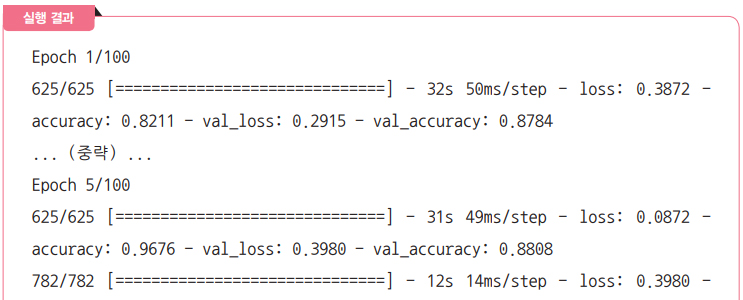 실행 결과
Epoch 1/100
625/625 [==============================] - 32s 50ms/step - loss: 0.3872 -
accuracy: 0.8211 - val_loss: 0.2915 - val_accuracy: 0.8784
... (중략) ...
Epoch 5/100
625/625 [==============================] - 31s 49ms/step - loss: 0.0872 -
accuracy: 0.9676 - val_loss: 0.3980 - val_accuracy: 0.8808
782/782 [==============================] - 12s 14ms/step - loss: 0.3980 -